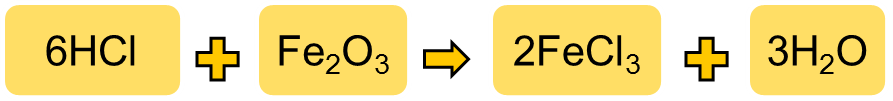 6HCl + Fe₂O₃ → 2FeCl₃ + 3H₂O